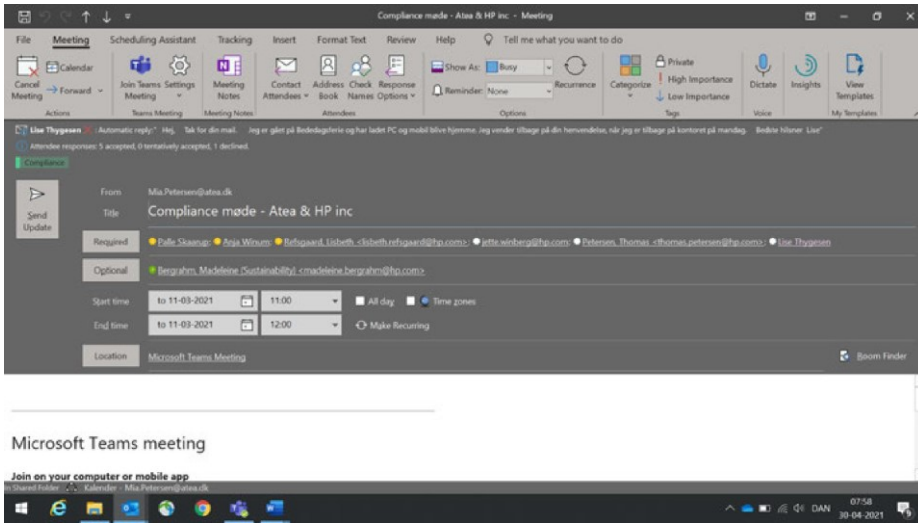 Compliance møde - Atea & HP inc - Meeting
File Meeting Scheduling Assistant Tracking Insert Format Text Review Help Tell me what you want to do
Cancel Meeting
Calendar
Forward
Join Teams Meeting
Settings
Meeting Notes
Contact Attendees
Address Book
Check Names
Response Options
Show As: Busy
Reminder: None
Recurrence
Categorize
Private
High Importance
Low Importance
Dictate
Insights
View Templates
Actions Teams Meeting Meeting Notes Attendees Options Tags Voice My Templates
Lise Thygesen : Automatic reply:" Hej, Tak for din mail. Jeg er gået på Bededagsferie og har ladet PC og mobil blive hjemme. Jeg vender tilbage på din henvendelse, når jeg er tilbage på kontoret på mandag. Bedste hilsner Lise"
Attendee responses: 5 accepted, 0 tentatively accepted, 1 declined.
Compliance
Send Update
From Mia.Petersen@atea.dk
Title Compliance møde - Atea & HP inc
Required Palle Skaarup; Anja Winum; Refsgaard, Lisbeth <lisbeth.refsgaard@hp.com>; jette.winberg@hp.com; Petersen, Thomas <thomas.petersen@hp.com>; Lise Thygesen
Optional Bergrahm, Madeleine (Sustainability) <madeleine.bergrahm@hp.com>
Start time to 11-03-2021 11:00 All day Time zones
End time to 11-03-2021 12:00 Make Recurring
Location Microsoft Teams Meeting Room Finder
Microsoft Teams meeting
Join on your computer or mobile app
In Shared Folder Kalender - Mia.Petersen@atea.dk
DAN 07:58
30-04-2021